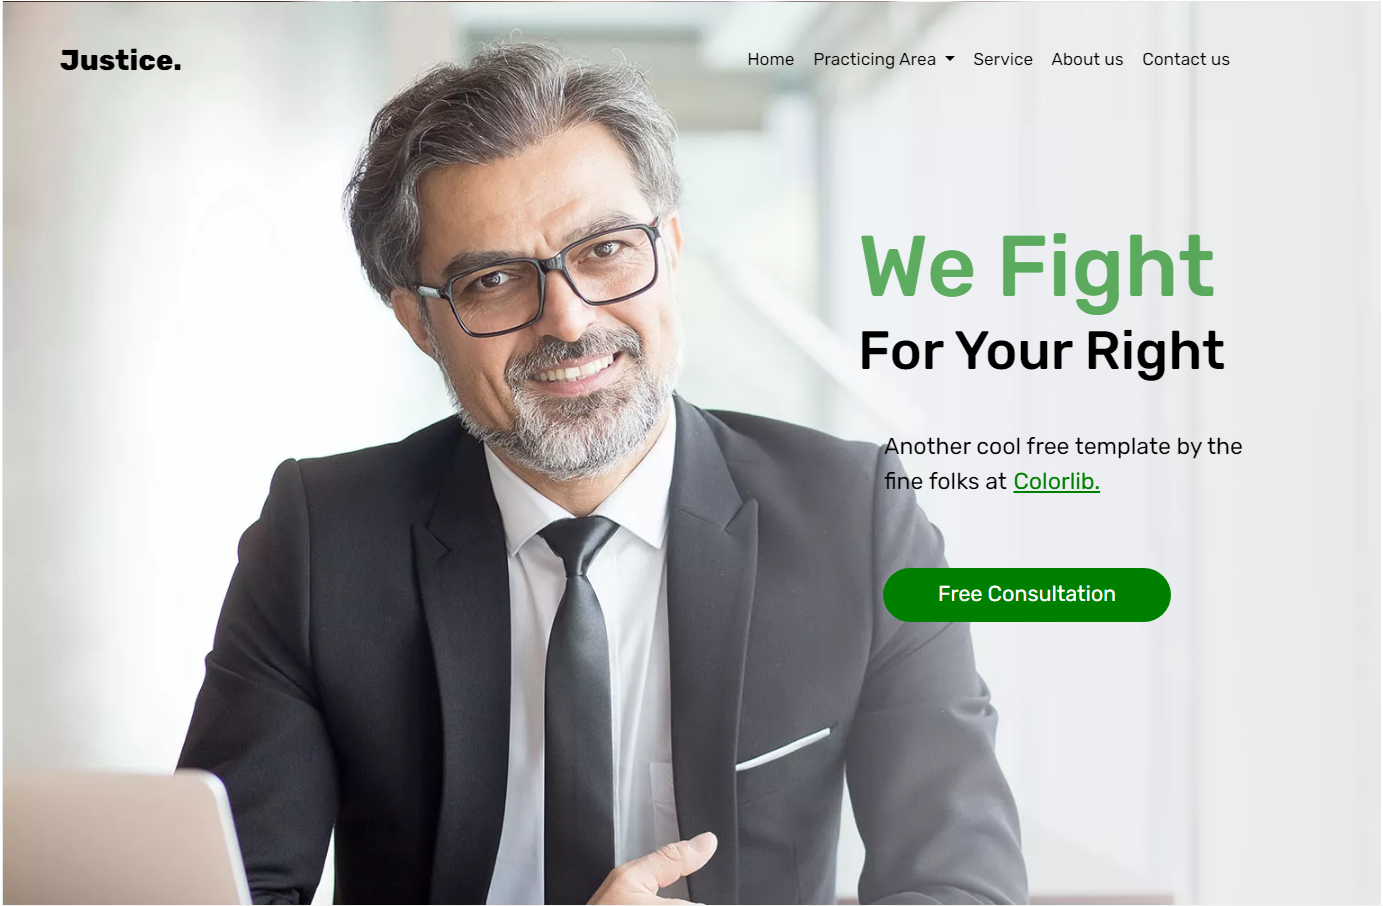 Justice.
Home Practicing Area Service About us Contact us
We Fight
For Your Right
Another cool free template by the
fine folks at Colorlib.
Free Consultation